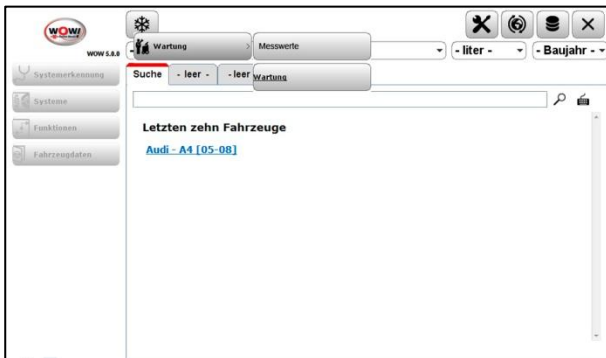 WOW!
WOW 5.0.0
Wartung
Messwerte
Wartung
- liter -
- Baujahr -
Systemerkennung
Systeme
Funktionen
Fahrzeugdaten
Suche
- leer -
- leer
Letzten zehn Fahrzeuge
Audi - A4 [05-08]